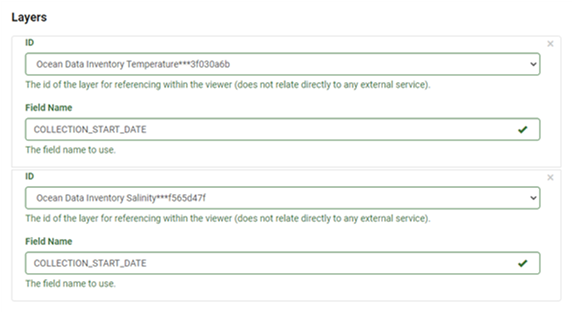 Layers
ID
Ocean Data Inventory Temperature***3f030a6b
The id of the layer for referencing within the viewer (does not relate directly to any external service).
Field Name
COLLECTION_START_DATE
The field name to use.
ID
Ocean Data Inventory Salinity***f565d47f
The id of the layer for referencing within the viewer (does not relate directly to any external service).
Field Name
COLLECTION_START_DATE
The field name to use.